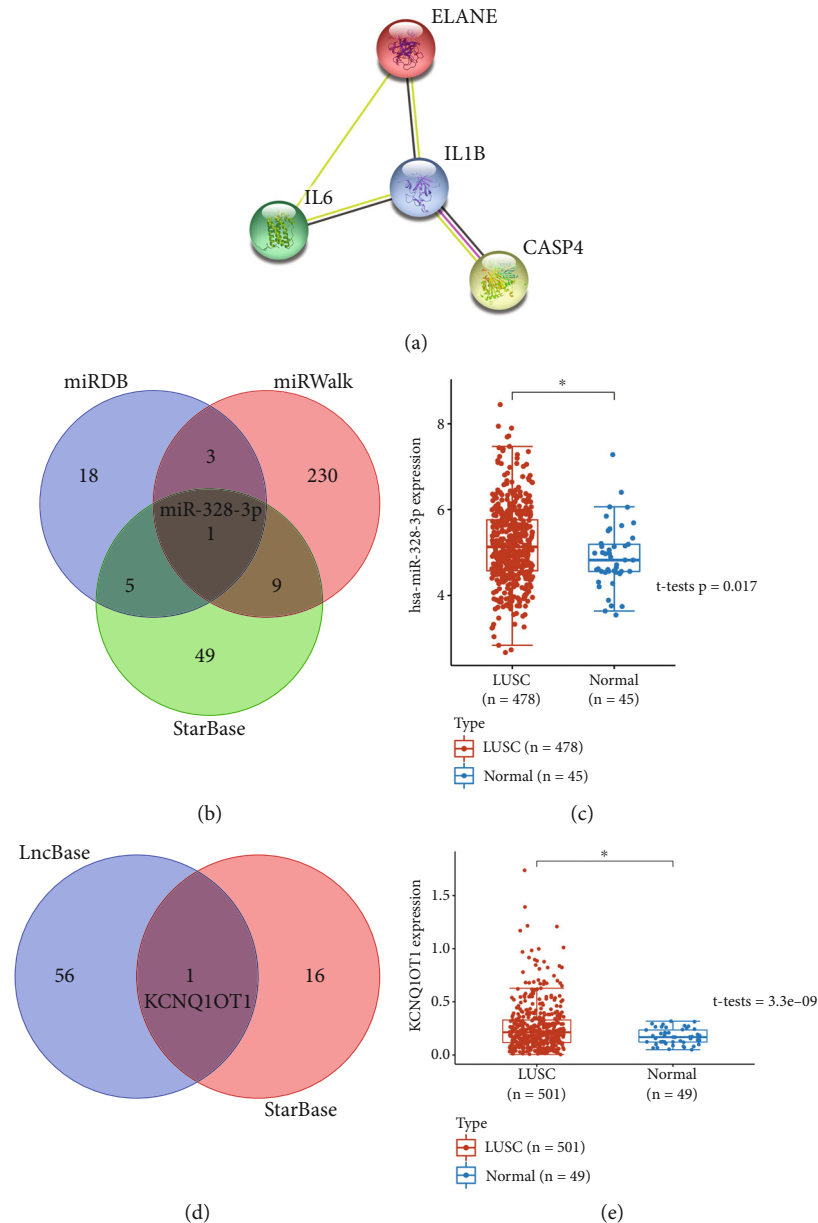 ELANE
IL1B
IL6
CASP4
(a)
miRDB
miRWalk
18
3
230
miR-328-3p
1
5
9
49
StarBase
(b)
hsa-miR-328-3p expression
8
6
4
*
t-tests p = 0.017
LUSC
(n = 478)
Normal
(n = 45)
Type
LUSC (n = 478)
Normal (n = 45)
(c)
LncBase
56
1
KCNQ1OT1
16
StarBase
(d)
KCNQ1OT1 expression
1.5
1.0
0.5
0.0
*
t-tests = 3.3e–09
LUSC
(n = 501)
Normal
(n = 49)
Type
LUSC (n = 501)
Normal (n = 49)
(e)